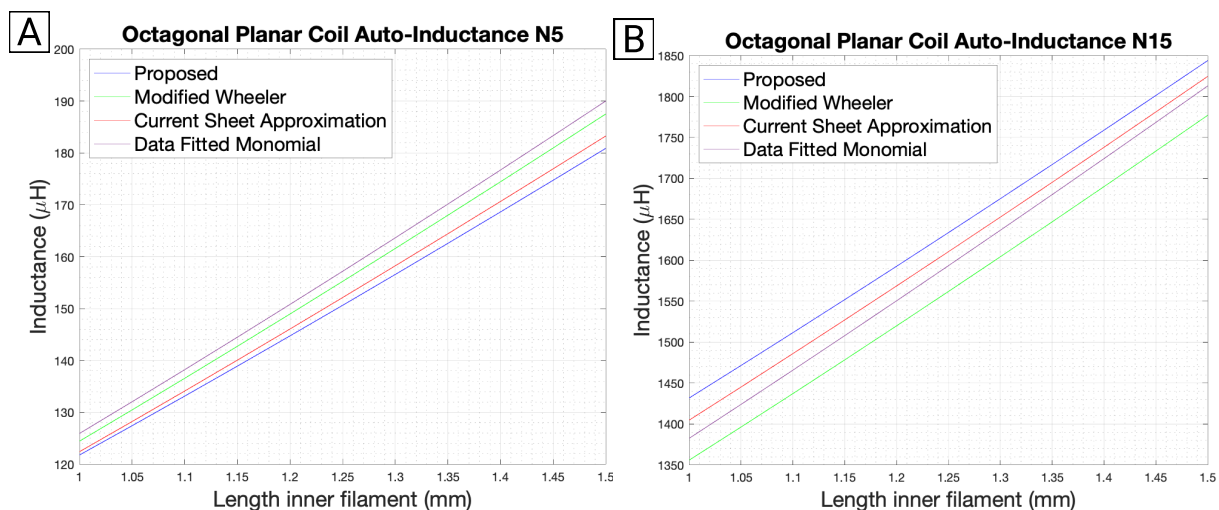 A
Octagonal Planar Coil Auto-Inductance N5
200
190
180
170
160
150
140
130
120
Inductance (μH)
Proposed
Modified Wheeler
Current Sheet Approximation
Data Fitted Monomial
1 1.05 1.1 1.15 1.2 1.25 1.3 1.35 1.4 1.45 1.5
Length inner filament (mm)
B
Octagonal Planar Coil Auto-Inductance N15
1850
1800
1750
1700
1650
1600
1550
1500
1450
1400
1350
Inductance (μH)
Proposed
Modified Wheeler
Current Sheet Approximation
Data Fitted Monomial
1 1.05 1.1 1.15 1.2 1.25 1.3 1.35 1.4 1.45 1.5
Length inner filament (mm)